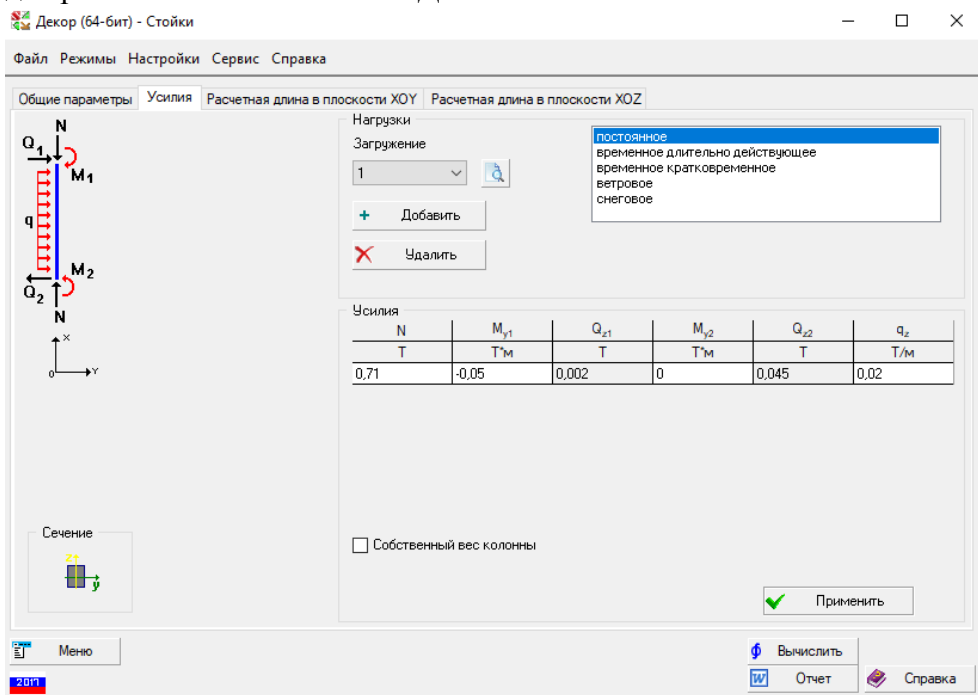 Декор (64-бит) - Стойки
Файл Режимы Настройки Сервис Справка
Общие параметры Усилия Расчетная длина в плоскости XOY Расчетная длина в плоскости XOZ
N
Q1
M1
q
M2
Q2
N
X
0 Y
Нагрузки
Загружение
1
Добавить
Удалить
постоянное
временное длительно действующее
временное кратковременное
ветровое
снеговое
Усилия
N My1 Qz1 My2 Qz2 qz
Т Т*м Т Т*м Т Т/м
0,71 -0,05 0,002 0 0,045 0,02
Сечение
z
y
Собственный вес колонны
Применить
Меню
Вычислить
2017
Отчет
Справка